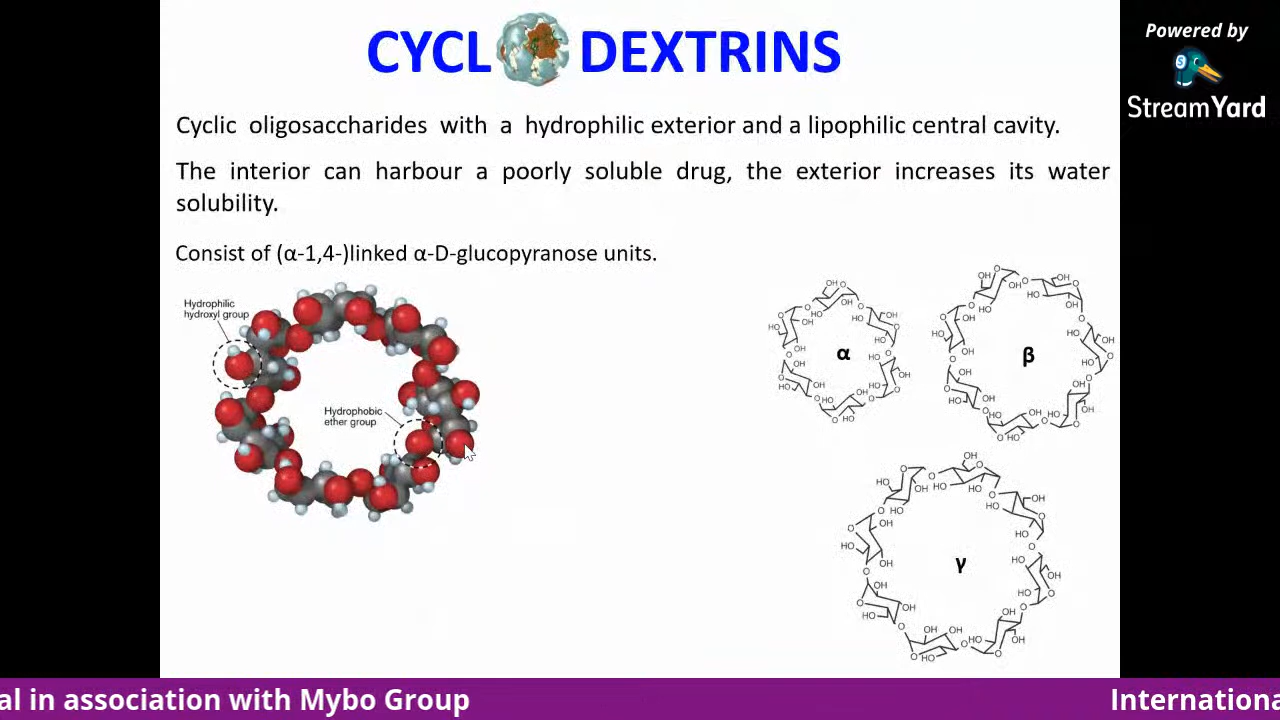 CYCL DEXTRINS
Powered by
StreamYard
Cyclic oligosaccharides with a hydrophilic exterior and a lipophilic central cavity.
The interior can harbour a poorly soluble drug, the exterior increases its water
solubility.
Consist of (α-1,4-)linked α-D-glucopyranose units.
Hydrophilic
hydroxyl group
Hydrophobic
ether group
α
β
γ
al in association with Mybo Group
Internationa